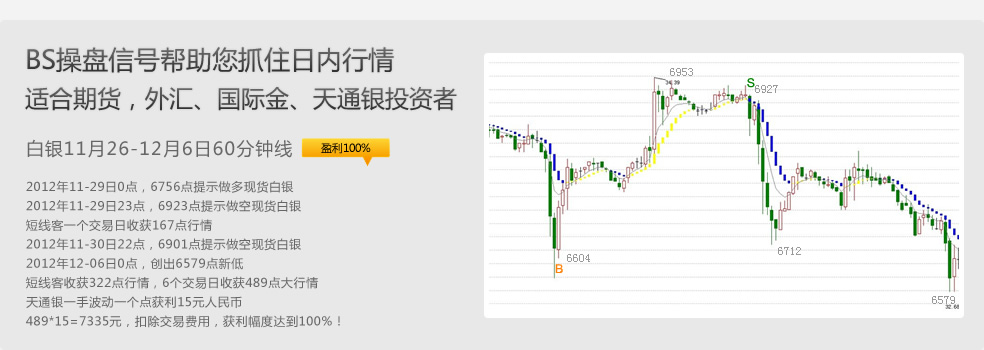 BS操盘信号帮助您抓住日内行情
适合期货，外汇、国际金、天通银投资者
白银11月26-12月6日60分钟线
盈利100%
2012年11-29日0点，6756点提示做多现货白银
2012年11-29日23点，6923点提示做空现货白银
短线客一个交易日收获167点行情
2012年11-30日22点，6901点提示做空现货白银
2012年12-06日0点，创出6579点新低
短线客收获322点行情，6个交易日收获489点大行情
天通银一手波动一个点获利15元人民币
489*15=7335元，扣除交易费用，获利幅度达到100%！
6953
S
6927
6604
B
6712
6579
32.68